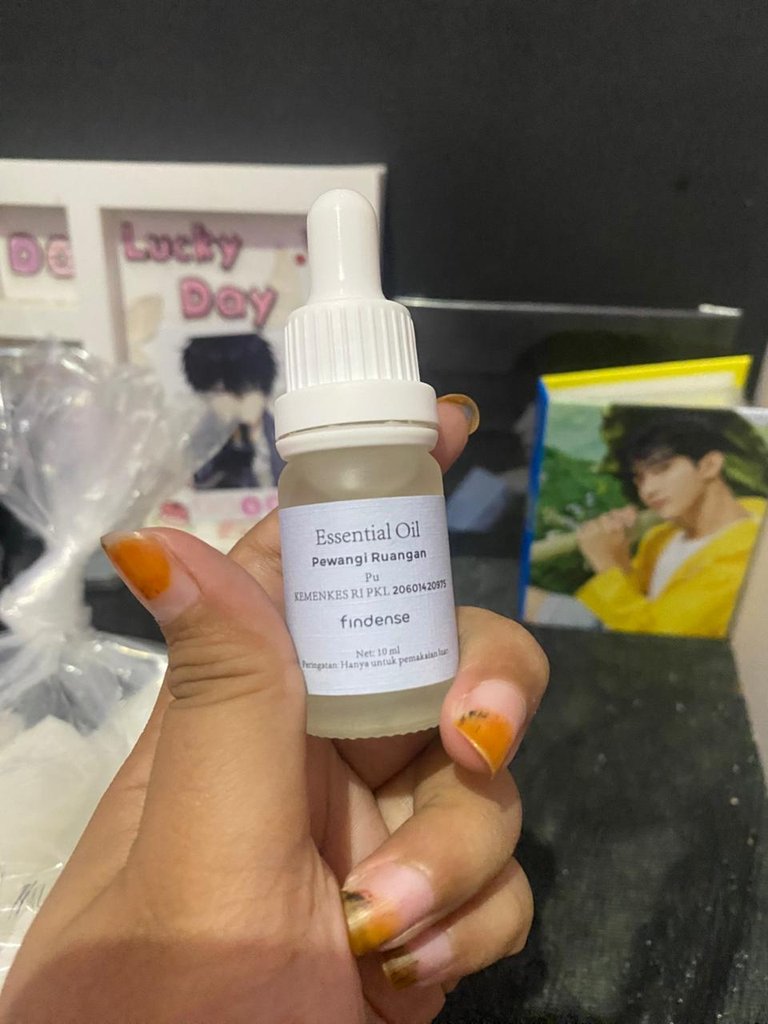 Lucky
Day
Essential Oil
Pewangi Ruangan
Pu
KEMENKES RI PKL 20601420975
findense
Net: 10 ml
Peringatan: Hanya untuk pemakaian luar